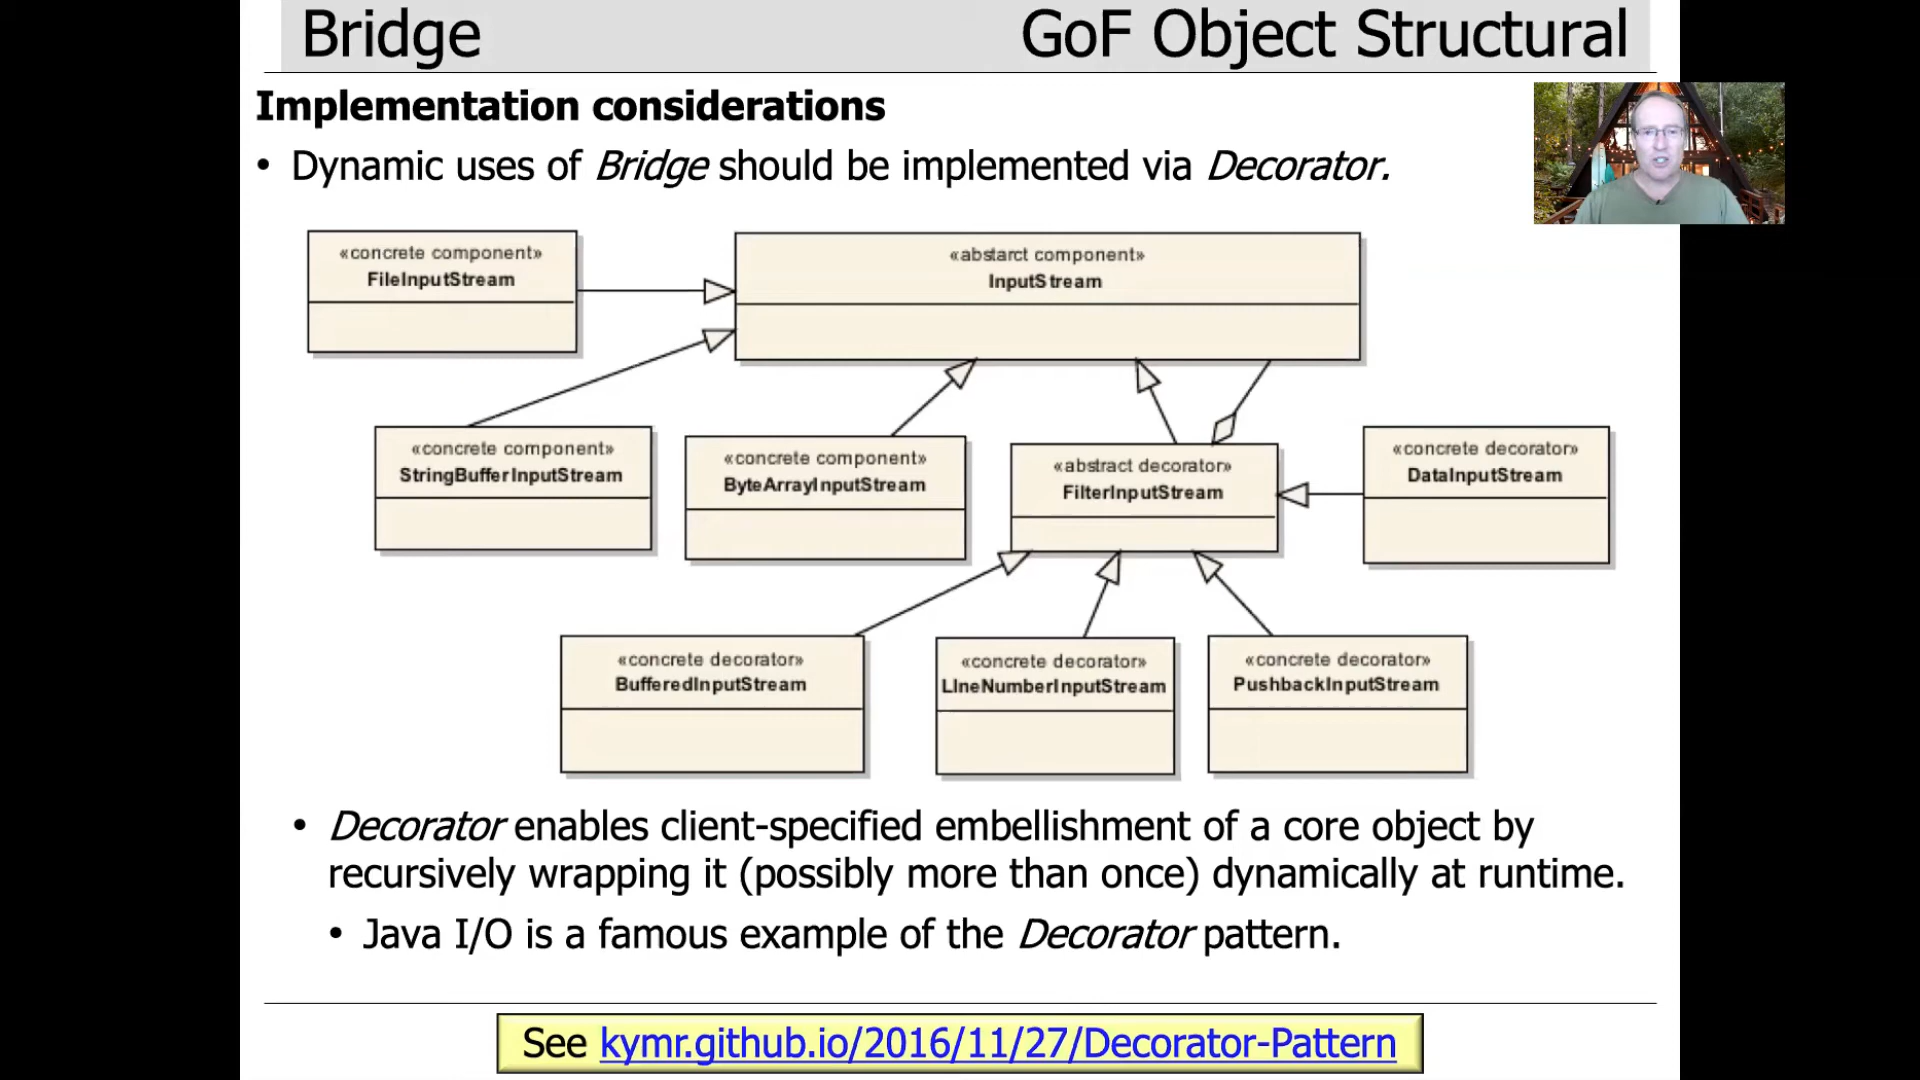 Bridge GoF Object Structural
Implementation considerations
• Dynamic uses of Bridge should be implemented via Decorator.
«concrete component»
FileInputStream
«abstarct component»
InputStream
«concrete component»
StringBufferInputStream
«concrete component»
ByteArrayInputStream
«abstract decorator»
FilterInputStream
«concrete decorator»
DataInputStream
«concrete decorator»
BufferedInputStream
«concrete decorator»
LIneNumberInputStream
«concrete decorator»
PushbackInputStream
• Decorator enables client-specified embellishment of a core object by
recursively wrapping it (possibly more than once) dynamically at runtime.
• Java I/O is a famous example of the Decorator pattern.
See kymr.github.io/2016/11/27/Decorator-Pattern